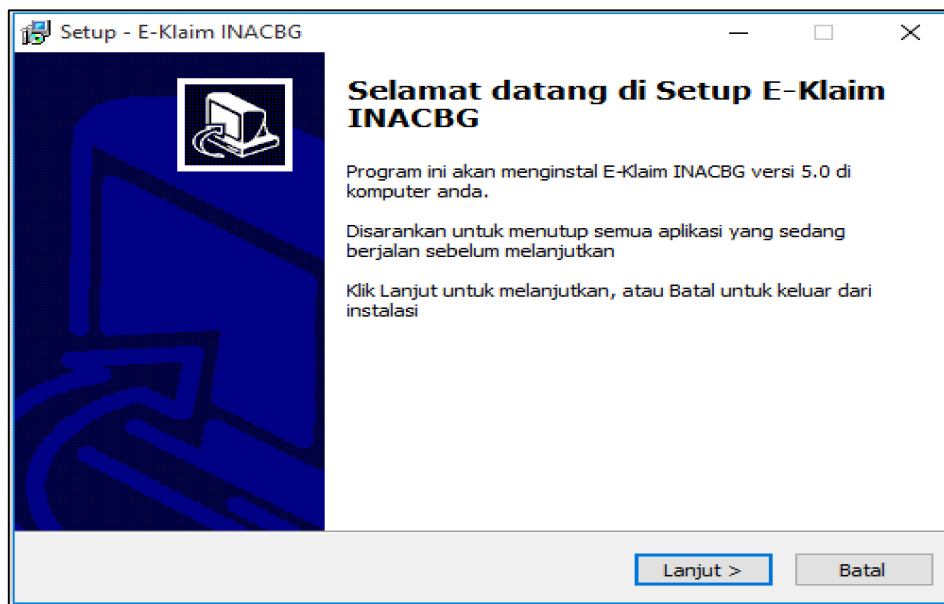 Setup - E-Klaim INACBG
Selamat datang di Setup E-Klaim
INACBG
Program ini akan menginstal E-Klaim INACBG versi 5.0 di
komputer anda.
Disarankan untuk menutup semua aplikasi yang sedang
berjalan sebelum melanjutkan
Klik Lanjut untuk melanjutkan, atau Batal untuk keluar dari
instalasi
Lanjut >
Batal